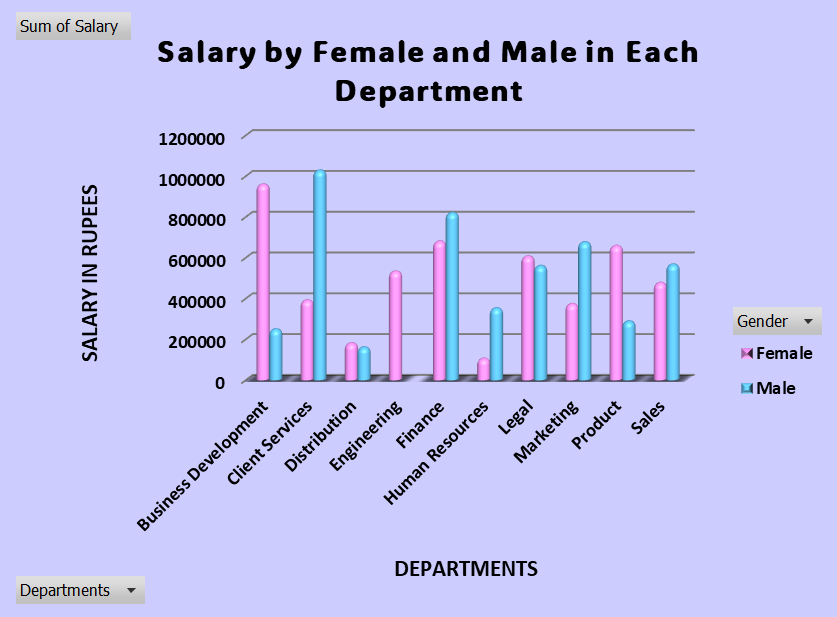 Sum of Salary
Salary by Female and Male in Each
Department
1200000
1000000
800000
600000
400000
200000
0
SALARY IN RUPEES
Business Development
Client Services
Distribution
Engineering
Finance
Human Resources
Legal
Marketing
Product
Sales
Gender
Female
Male
DEPARTMENTS
Departments